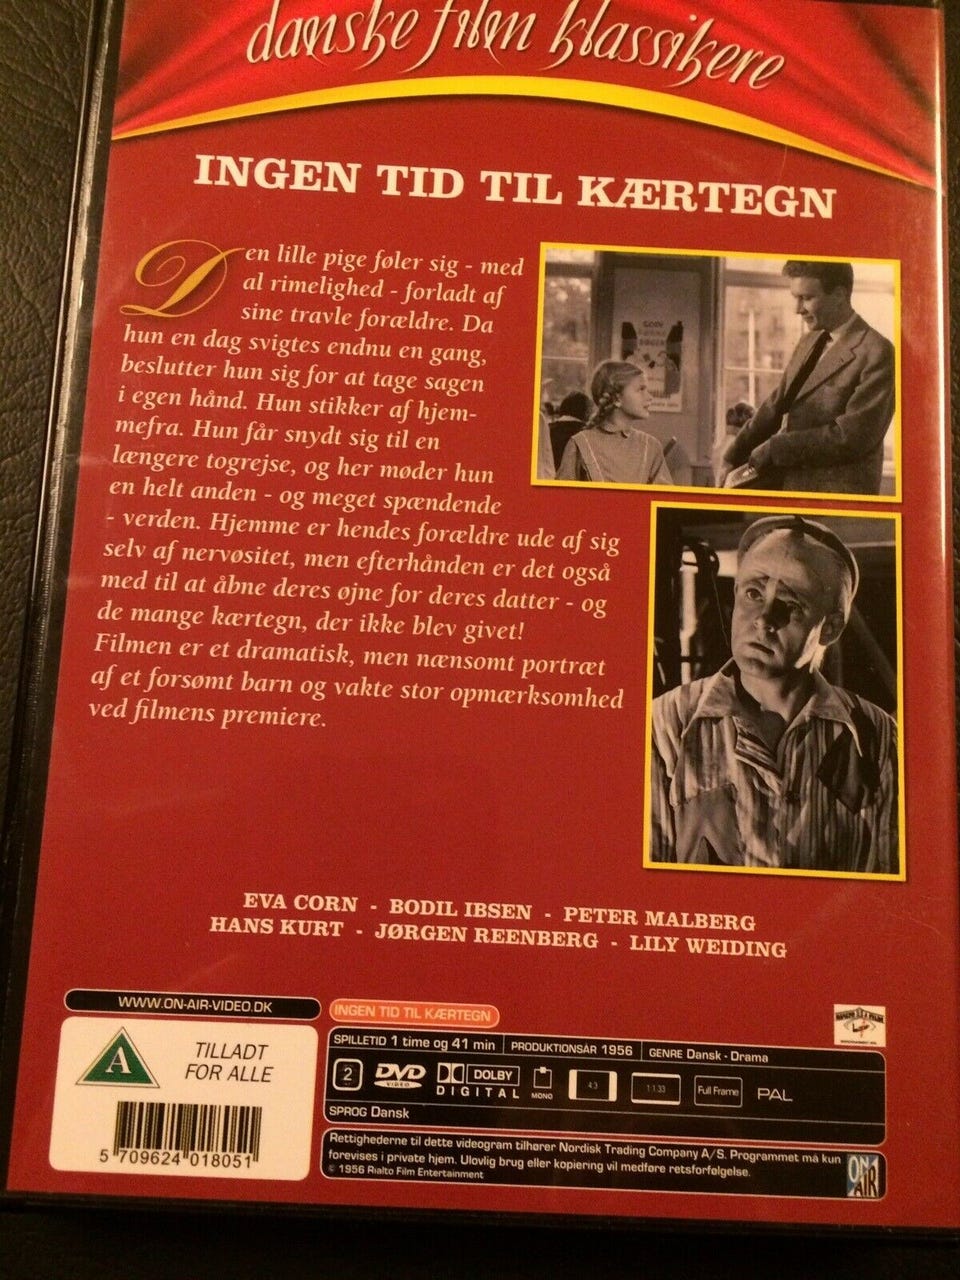 danske film klassikere
INGEN TID TIL KÆRTEGN
Den lille pige føler sig - med
al rimelighed - forladt af
sine travle forældre. Da
hun en dag svigtes endnu en gang,
beslutter hun sig for at tage sagen
i egen hånd. Hun stikker af hjem-
mefra. Hun får snydt sig til en
længere togrejse, og her møder hun
en helt anden - og meget spændende
- verden. Hjemme er hendes forældre ude af sig
selv af nervøsitet, men efterhånden er det også
med til at åbne deres øjne for deres datter - og
de mange kærtegn, der ikke blev givet!
Filmen er et dramatisk, men nænsomt portræt
af et forsømt barn og vakte stor opmærksomhed
ved filmens premiere.
EVA CORN - BODIL IBSEN - PETER MALBERG
HANS KURT - JØRGEN REENBERG - LILY WEIDING
WWW.ON-AIR-VIDEO.DK
A
TILLADT
FOR ALLE
5 709624 018051
INGEN TID TIL KÆRTEGN
SPILLETID 1 time og 41 min PRODUKTIONSÅR 1956 GENRE Dansk - Drama
2 DVD VIDEO DOLBY DIGITAL MONO 4:3 1:1.33 Full Frame PAL
SPROG Dansk
Rettighederne til dette videogram tilhører Nordisk Trading Company A/S. Programmet må kun
forevises i private hjem. Ulovlig brug eller kopiering vil medføre retsforfølgelse.
© 1956 Rialto Film Entertainment
ON AIR